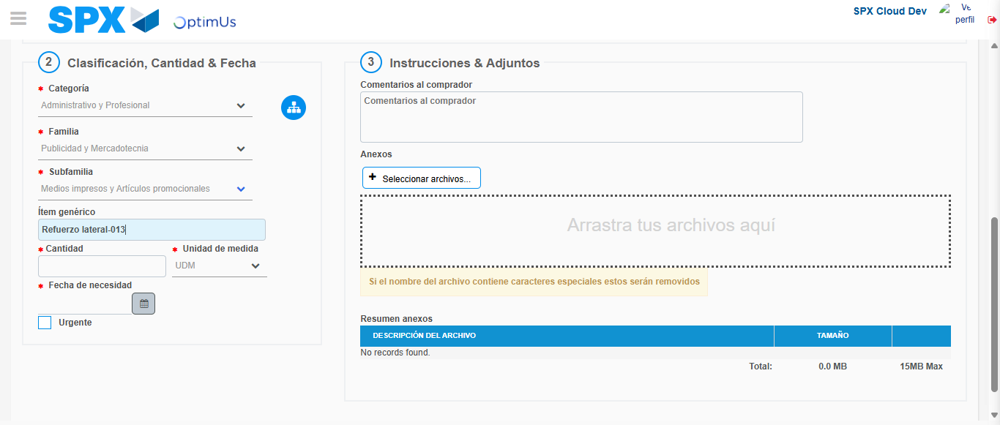 SPX
OptimUs
SPX Cloud Dev
Ve
perfil
2
Clasificación, Cantidad & Fecha
* Categoría
Administrativo y Profesional
* Familia
Publicidad y Mercadotecnia
* Subfamilia
Medios impresos y Artículos promocionales
Ítem genérico
Refuerzo lateral-013
* Cantidad
* Unidad de medida
UDM
* Fecha de necesidad
Urgente
3
Instrucciones & Adjuntos
Comentarios al comprador
Comentarios al comprador
Anexos
+ Seleccionar archivos...
Arrastra tus archivos aquí
Si el nombre del archivo contiene caracteres especiales estos serán removidos
Resumen anexos
DESCRIPCIÓN DEL ARCHIVO TAMAÑO
No records found.
Total: 0.0 MB 15MB Max